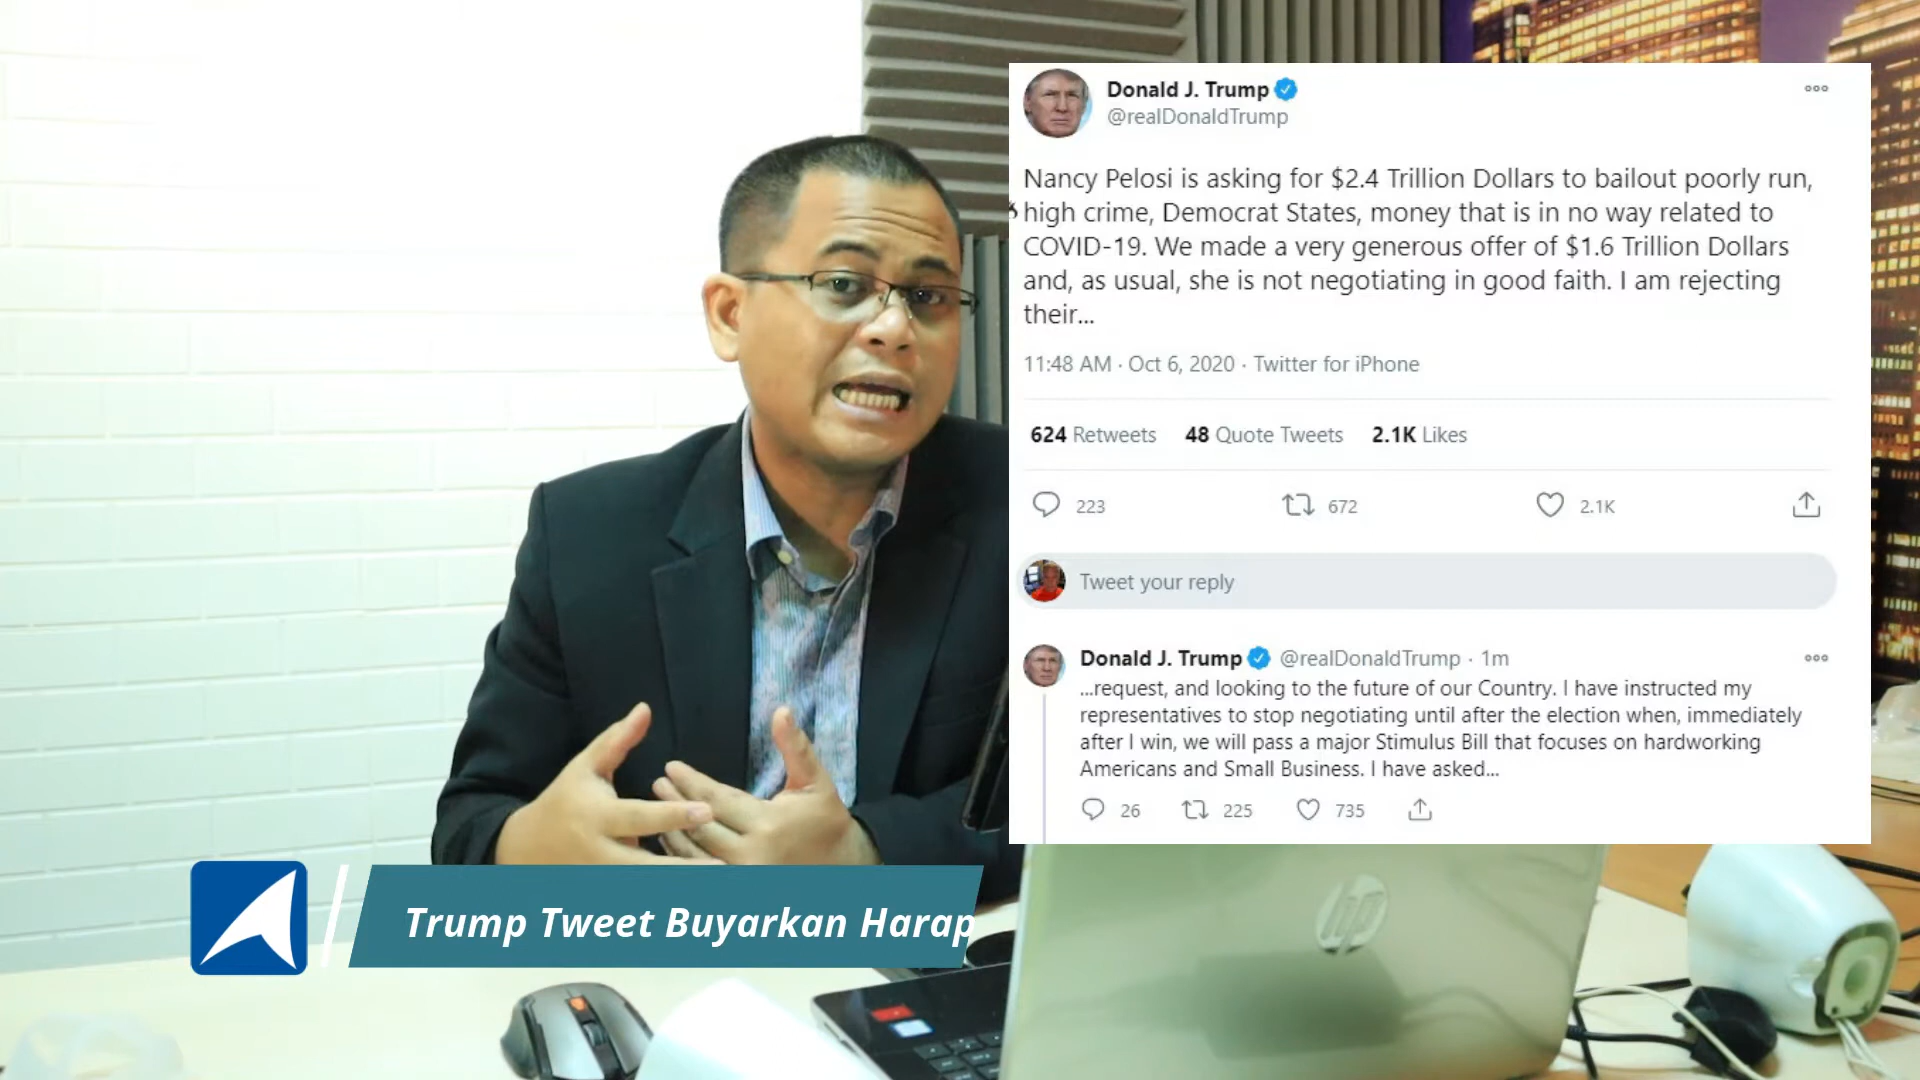 Donald J. Trump
@realDonaldTrump
Nancy Pelosi is asking for $2.4 Trillion Dollars to bailout poorly run,
high crime, Democrat States, money that is in no way related to
COVID-19. We made a very generous offer of $1.6 Trillion Dollars
and, as usual, she is not negotiating in good faith. I am rejecting
their...
11:48 AM · Oct 6, 2020 · Twitter for iPhone
624 Retweets 48 Quote Tweets 2.1K Likes
223 672 2.1K
Tweet your reply
Donald J. Trump @realDonaldTrump · 1m
...request, and looking to the future of our Country. I have instructed my
representatives to stop negotiating until after the election when, immediately
after I win, we will pass a major Stimulus Bill that focuses on hardworking
Americans and Small Business. I have asked...
26 225 735
Trump Tweet Buyarkan Harap
hp